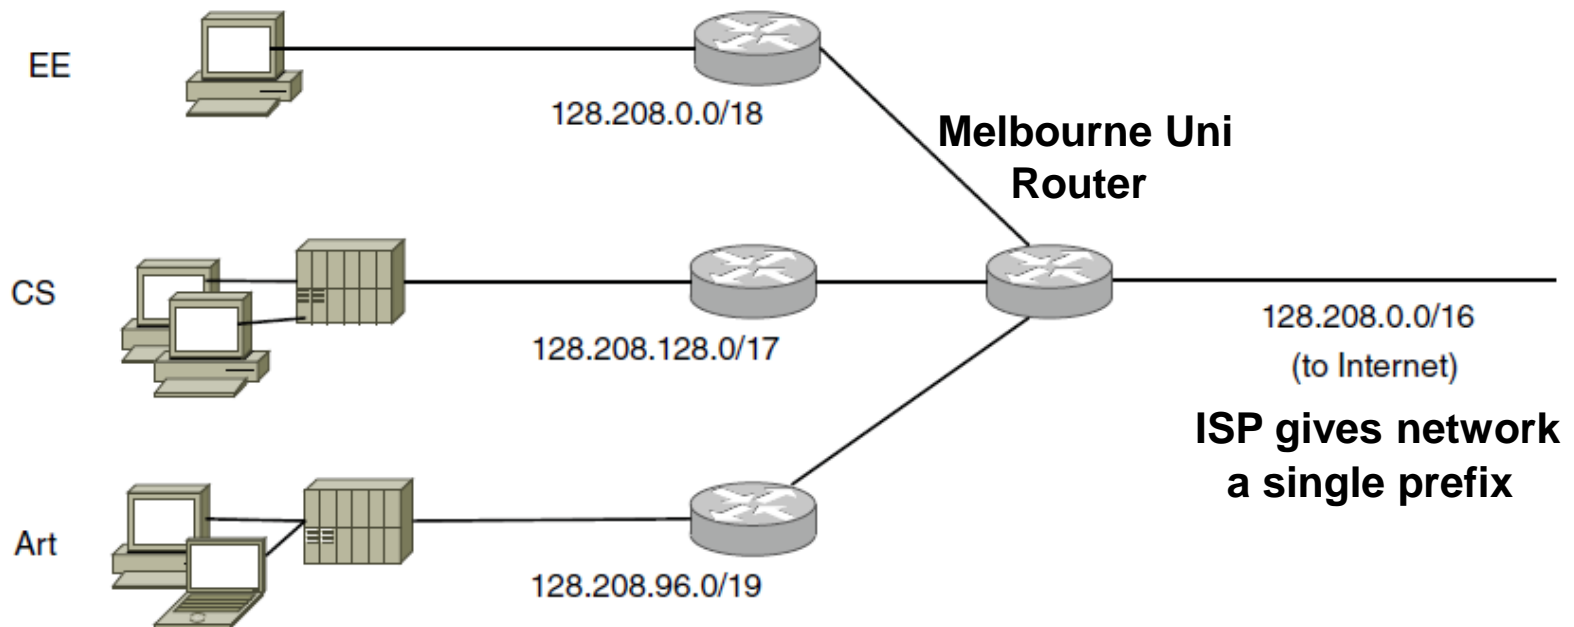 EE
128.208.0.0/18
Melbourne Uni
Router
CS
128.208.128.0/17
128.208.0.0/16
(to Internet)
ISP gives network
a single prefix
Art
128.208.96.0/19